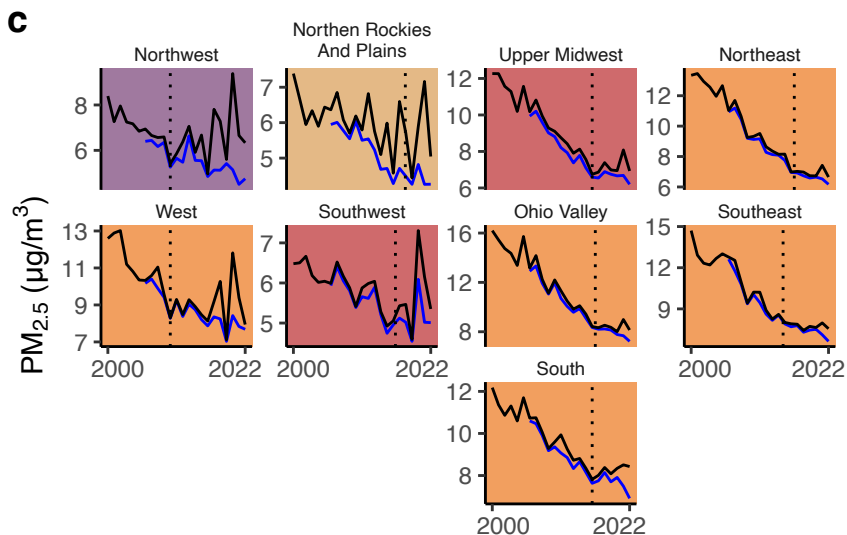 c
Northwest
Northen Rockies
And Plains
Upper Midwest
Northeast
8
6
7
6
5
12
10
8
6
12
10
8
6
West
Southwest
Ohio Valley
Southeast
13
11
9
7
7
6
5
16
12
8
15
12
9
PM2.5 (μg/m³)
2000 2022
2000 2022
2000 2022
South
12
10
8
2000 2022